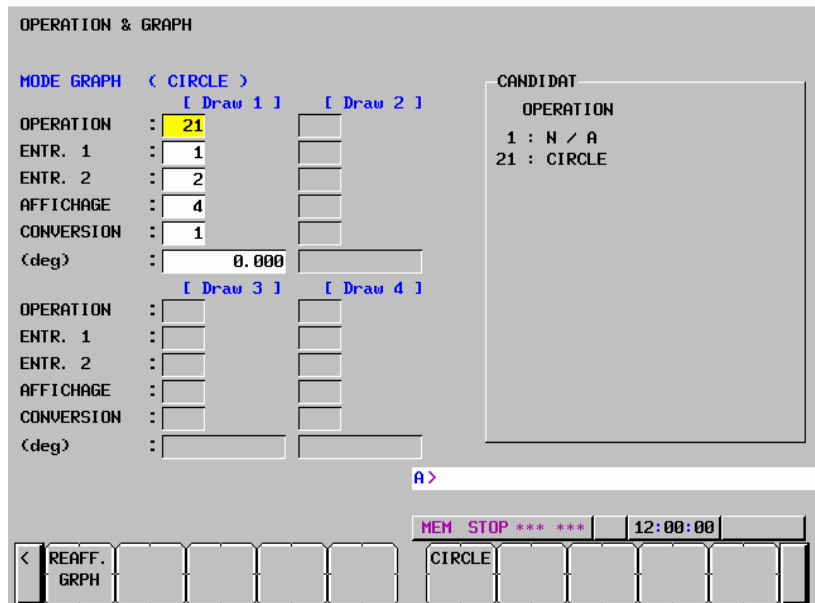 OPERATION & GRAPH
MODE GRAPH ( CIRCLE )
[ Draw 1 ] [ Draw 2 ]
OPERATION : 21
ENTR. 1 : 1
ENTR. 2 : 2
AFFICHAGE : 4
CONVERSION : 1
(deg) : 0.000
[ Draw 3 ] [ Draw 4 ]
OPERATION :
ENTR. 1 :
ENTR. 2 :
AFFICHAGE :
CONVERSION :
(deg) :
CANDIDAT
OPERATION
1 : N / A
21 : CIRCLE
A>
MEM STOP *** *** 12:00:00
< REAFF. CIRCLE
GRPH